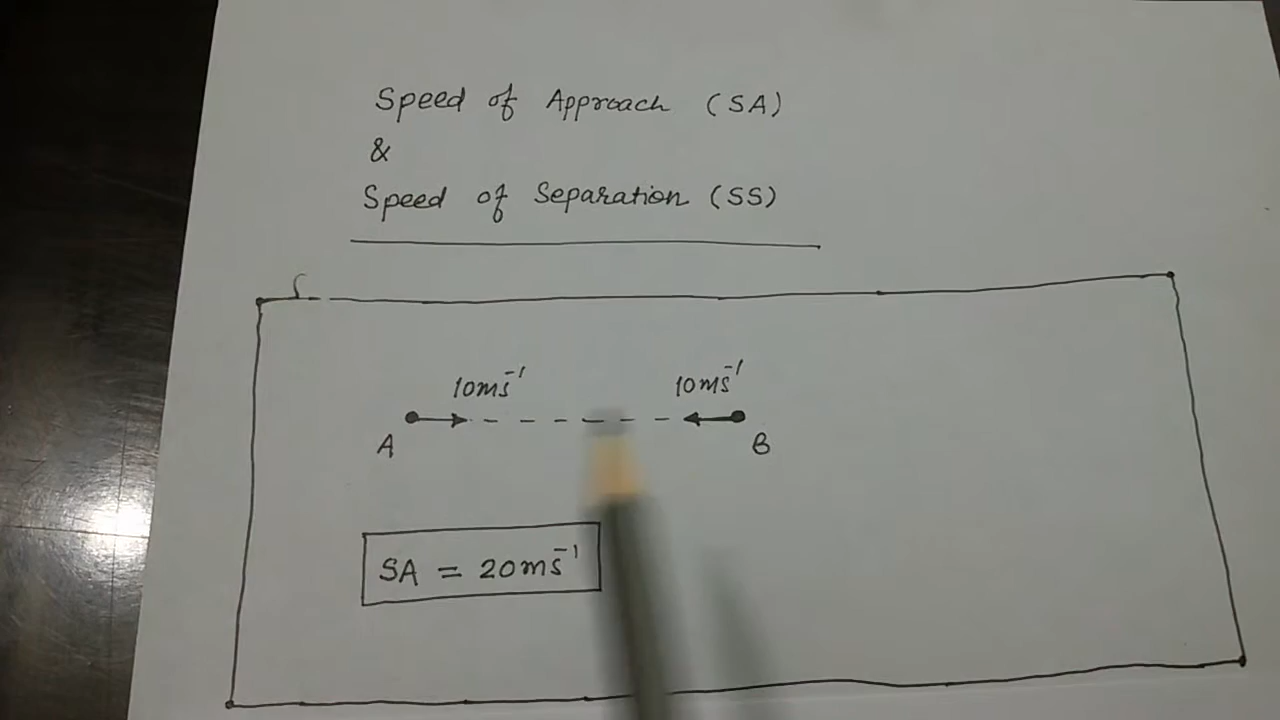 Speed of Approach (SA)
&
Speed of Separation (SS)
10ms⁻¹ 10ms⁻¹
A B
SA = 20ms⁻¹